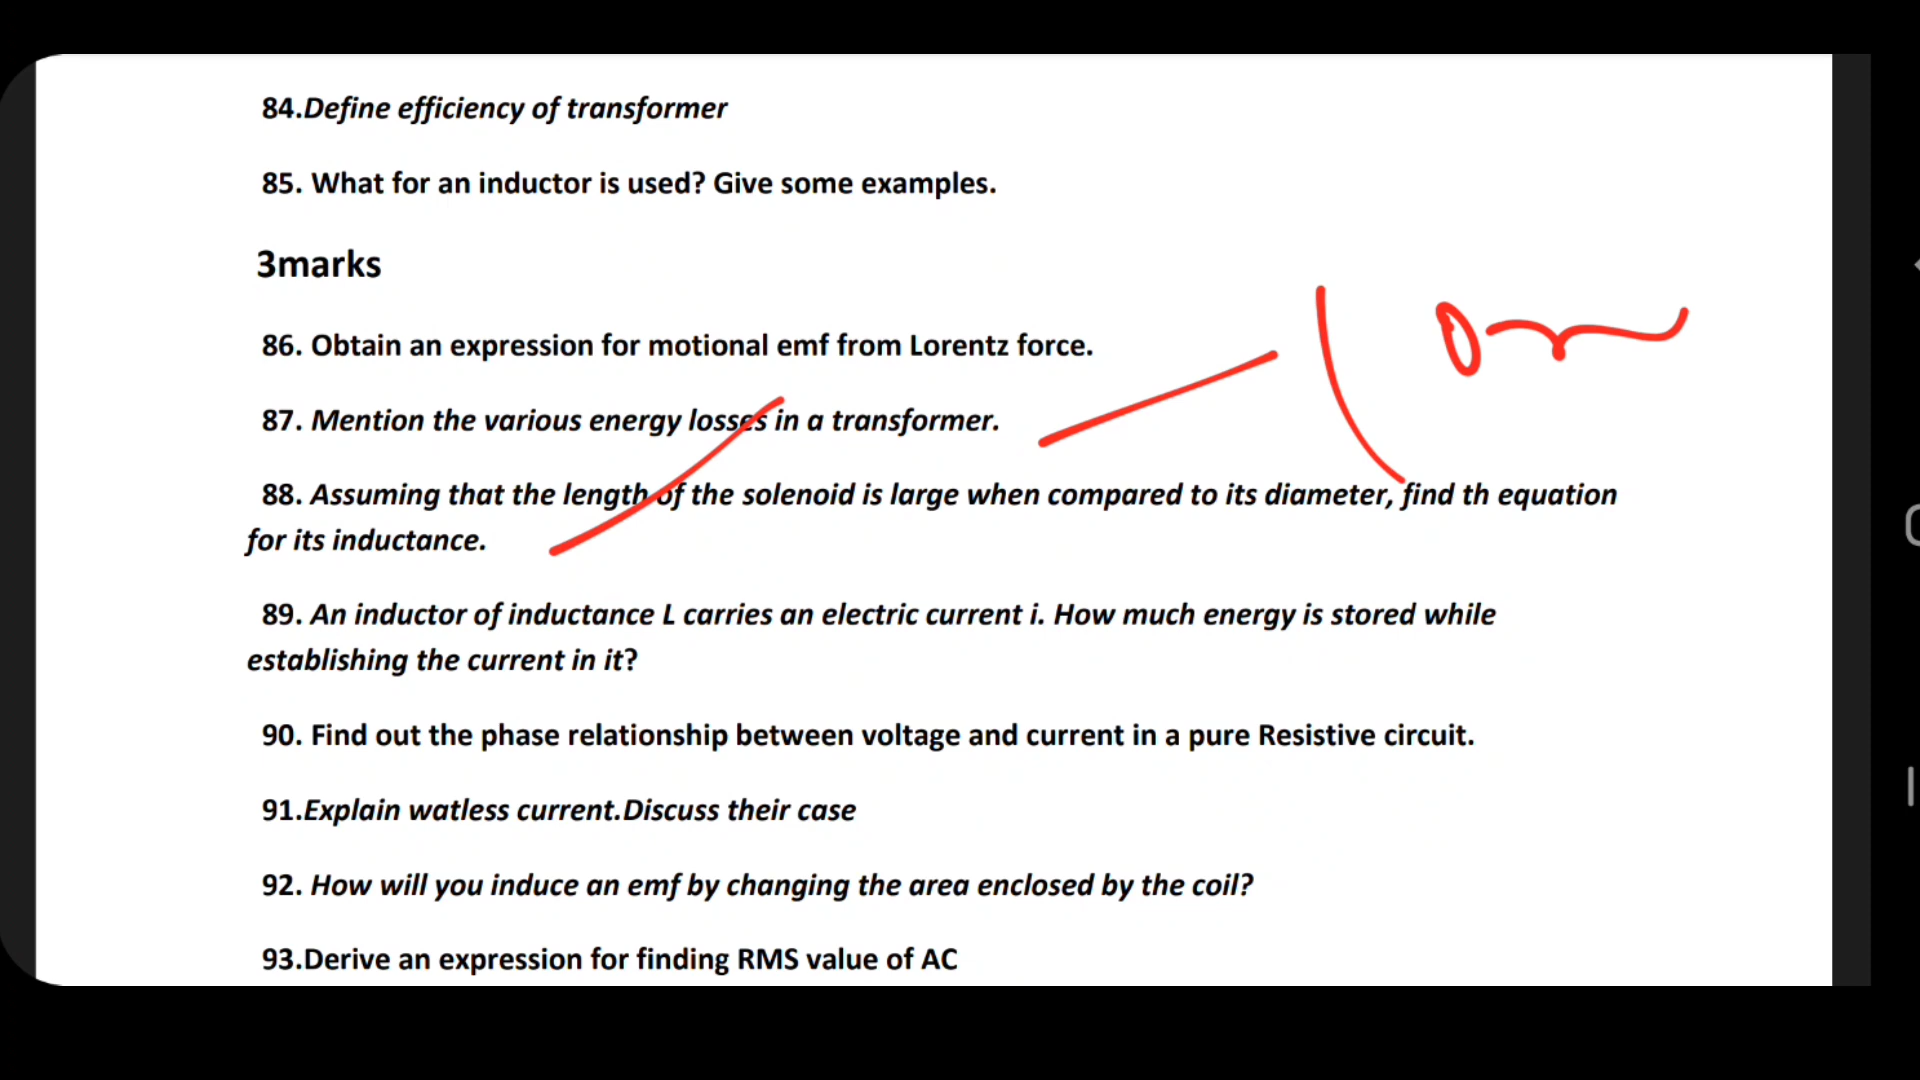 84.Define efficiency of transformer
85. What for an inductor is used? Give some examples.
3marks
86. Obtain an expression for motional emf from Lorentz force.
87. Mention the various energy losses in a transformer.
88. Assuming that the length of the solenoid is large when compared to its diameter, find th equation
for its inductance.
89. An inductor of inductance L carries an electric current i. How much energy is stored while
establishing the current in it?
90. Find out the phase relationship between voltage and current in a pure Resistive circuit.
91.Explain watless current.Discuss their case
92. How will you induce an emf by changing the area enclosed by the coil?
93.Derive an expression for finding RMS value of AC